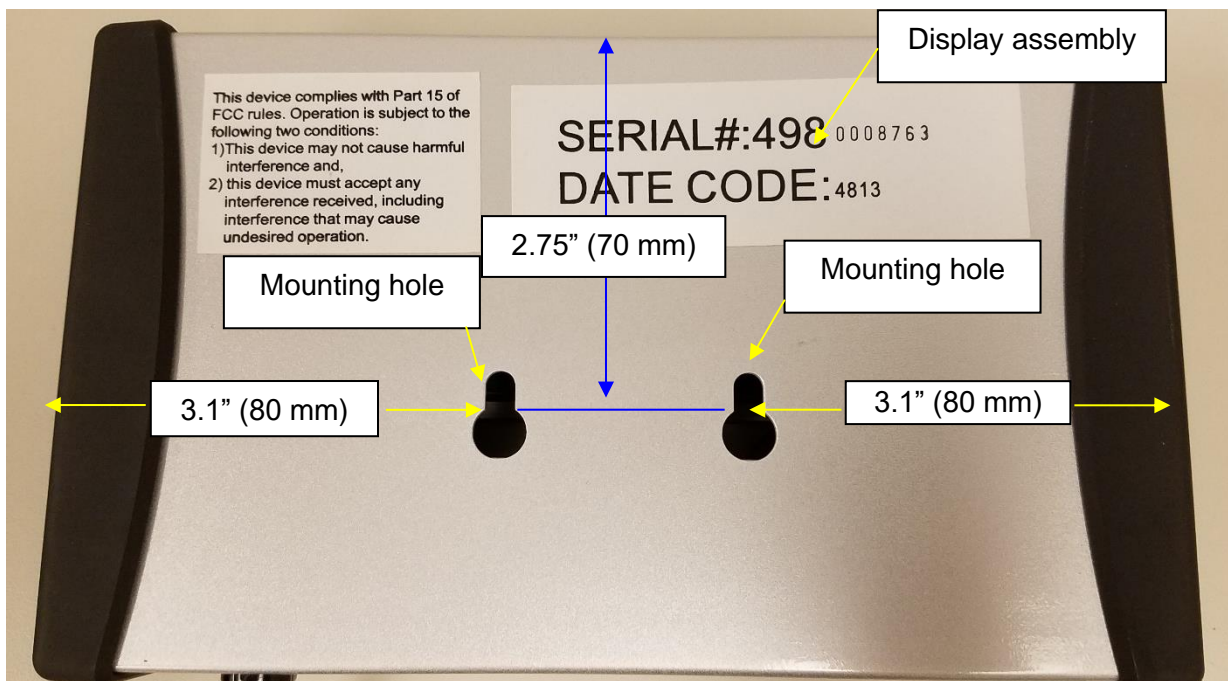 Display assembly
This device complies with Part 15 of
FCC rules. Operation is subject to the
following two conditions:
1)This device may not cause harmful
interference and,
2) this device must accept any
interference received, including
interference that may cause
undesired operation.
SERIAL#:498 0008763
DATE CODE:4813
2.75” (70 mm)
Mounting hole
Mounting hole
3.1” (80 mm)
3.1” (80 mm)